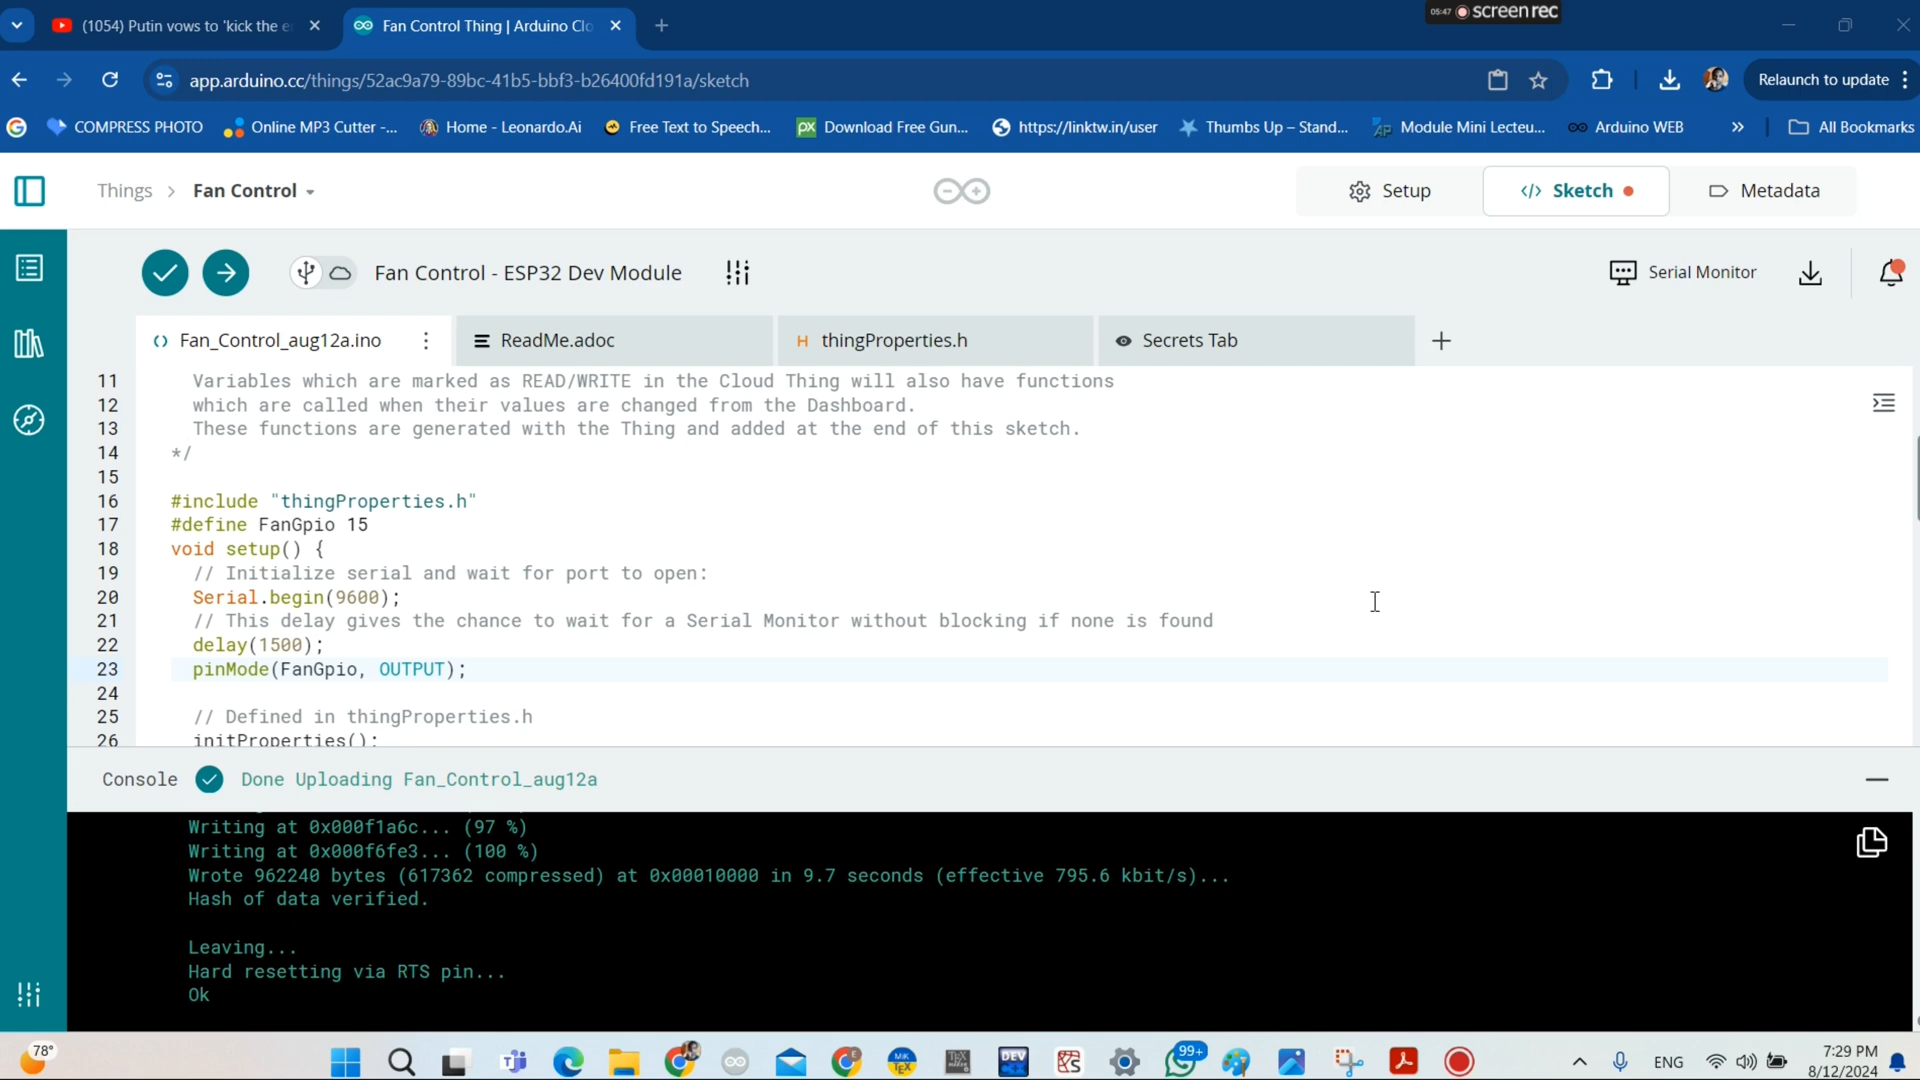 05:47 screenrec
(1054) Putin vows to 'kick the e
Fan Control Thing | Arduino Clo
app.arduino.cc/things/52ac9a79-89bc-41b5-bbf3-b26400fd191a/sketch
Relaunch to update
COMPRESS PHOTO
Online MP3 Cutter -...
Home - Leonardo.Ai
Free Text to Speech...
Download Free Gun...
https://linktw.in/user
Thumbs Up – Stand...
Module Mini Lecteu...
Arduino WEB
»
All Bookmarks
Things > Fan Control
Setup
</> Sketch
Metadata
Fan Control - ESP32 Dev Module
Serial Monitor
Fan_Control_aug12a.ino
ReadMe.adoc
H thingProperties.h
Secrets Tab
11 Variables which are marked as READ/WRITE in the Cloud Thing will also have functions
12 which are called when their values are changed from the Dashboard.
13 These functions are generated with the Thing and added at the end of this sketch.
14 */
15
16 #include "thingProperties.h"
17 #define FanGpio 15
18 void setup() {
19 // Initialize serial and wait for port to open:
20 Serial.begin(9600);
21 // This delay gives the chance to wait for a Serial Monitor without blocking if none is found
22 delay(1500);
23 pinMode(FanGpio, OUTPUT);
24
25 // Defined in thingProperties.h
26 initProperties();
Console Done Uploading Fan_Control_aug12a
Writing at 0x000f1a6c... (97 %)
Writing at 0x000f6fe3... (100 %)
Wrote 962240 bytes (617362 compressed) at 0x00010000 in 9.7 seconds (effective 795.6 kbit/s)...
Hash of data verified.
Leaving...
Hard resetting via RTS pin...
Ok
78°
DEV
99+
ENG
7:29 PM
8/12/2024